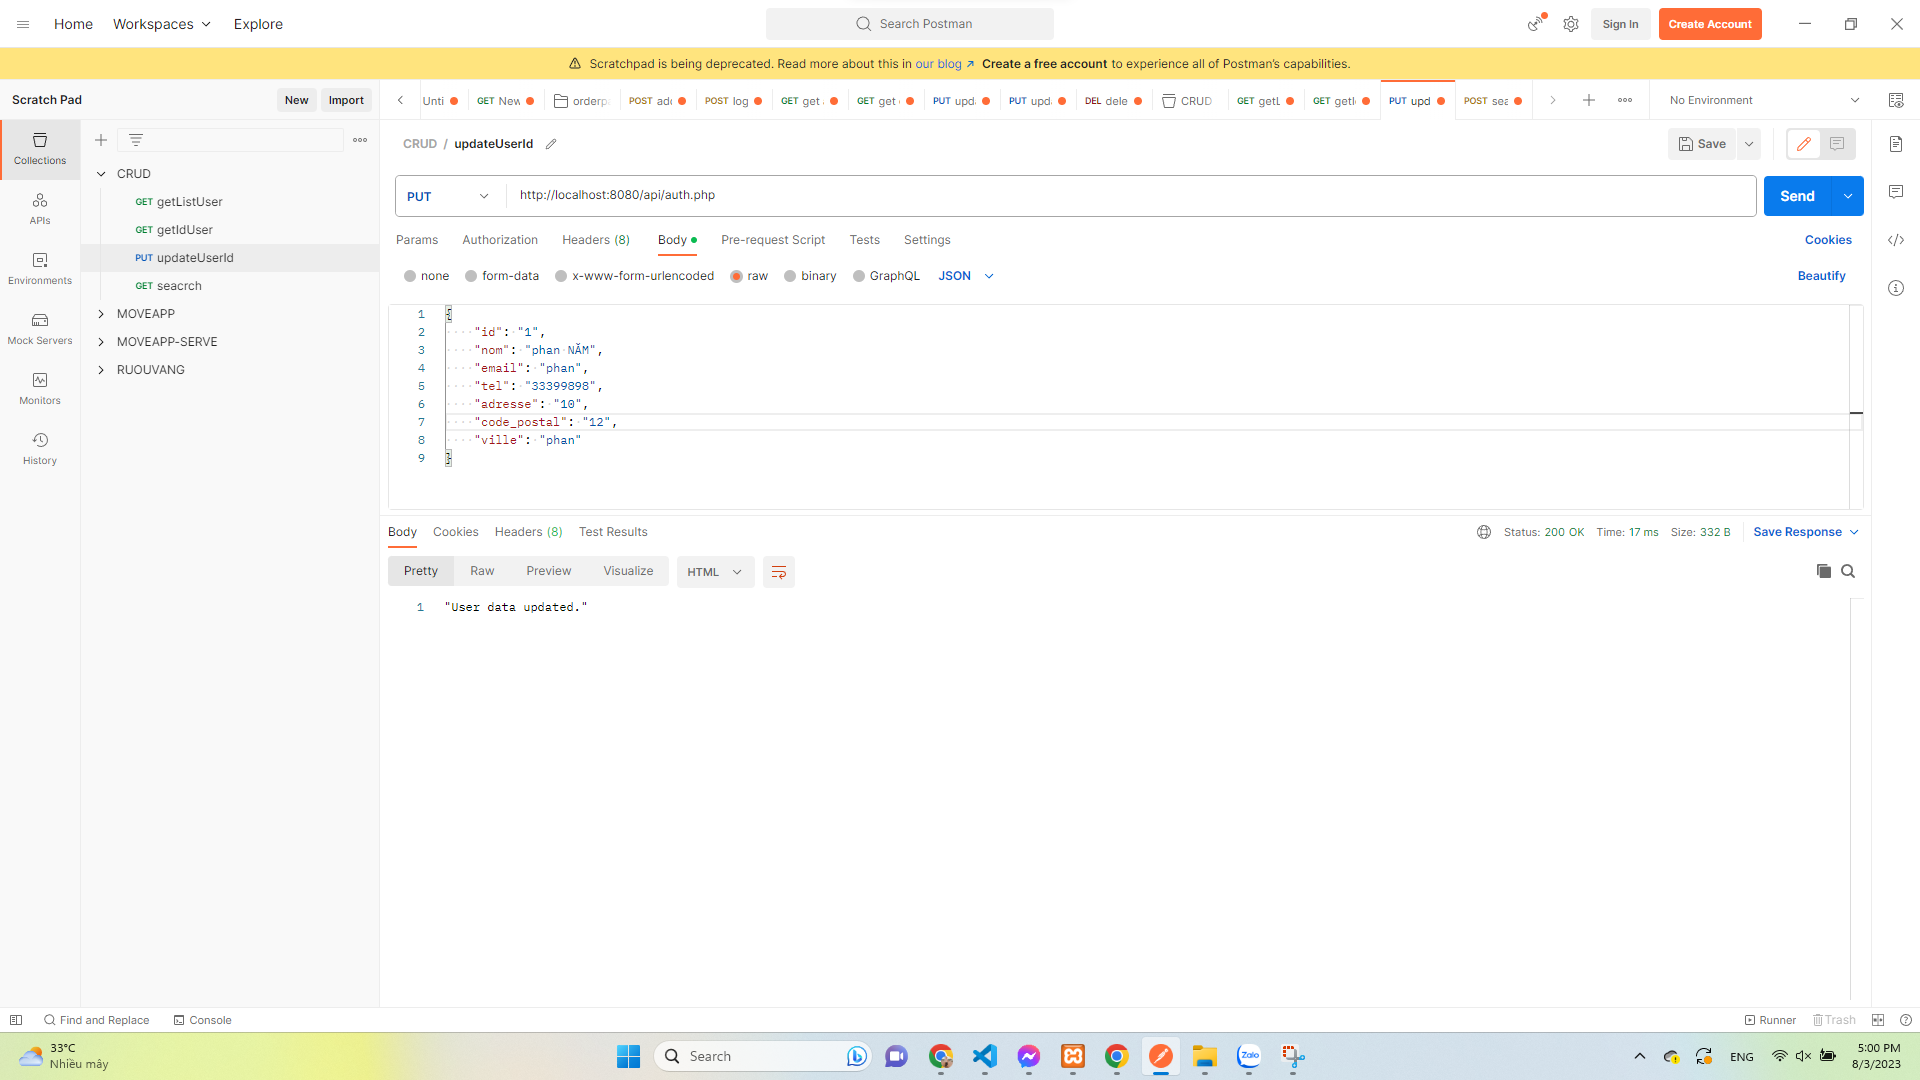 Home Workspaces Explore
Search Postman
Sign In Create Account
Scratchpad is being deprecated. Read more about this in our blog ↗ Create a free account to experience all of Postman's capabilities.
Scratch Pad New Import
Unti GET New orderp POST add POST log GET get GET get PUT upd PUT upd DEL dele CRUD GET getL GET getI PUT upd POST sea
No Environment
Collections
APIs
Environments
Mock Servers
Monitors
History
CRUD
GET getListUser
GET getIdUser
PUT updateUserId
GET seacrch
MOVEAPP
MOVEAPP-SERVE
RUOUVANG
CRUD / updateUserId
Save
PUT http://localhost:8080/api/auth.php Send
Params Authorization Headers (8) Body Pre-request Script Tests Settings Cookies
none form-data x-www-form-urlencoded raw binary GraphQL JSON Beautify
1 {
2 "id": "1",
3 "nom": "phan NĂM",
4 "email": "phan",
5 "tel": "33399898",
6 "adresse": "10",
7 "code_postal": "12",
8 "ville": "phan"
9 }
Body Cookies Headers (8) Test Results Status: 200 OK Time: 17 ms Size: 332 B Save Response
Pretty Raw Preview Visualize HTML
1 "User data updated."
Find and Replace Console Runner Trash
33°C
Nhiều mây
Search
Zalo
ENG
5:00 PM
8/3/2023